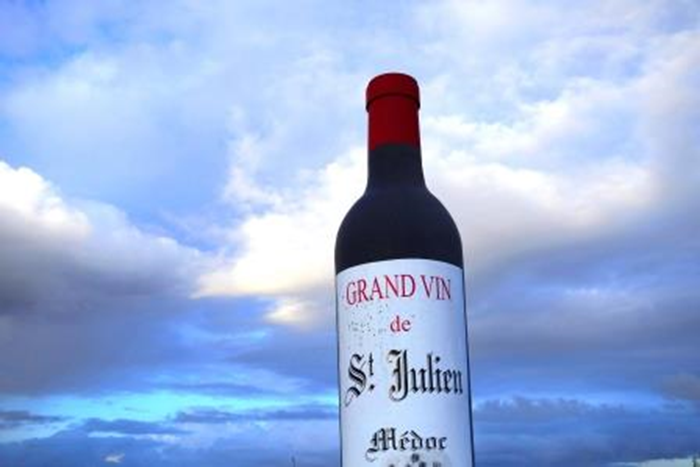 GRAND VIN
de
St. Julien
Médoc